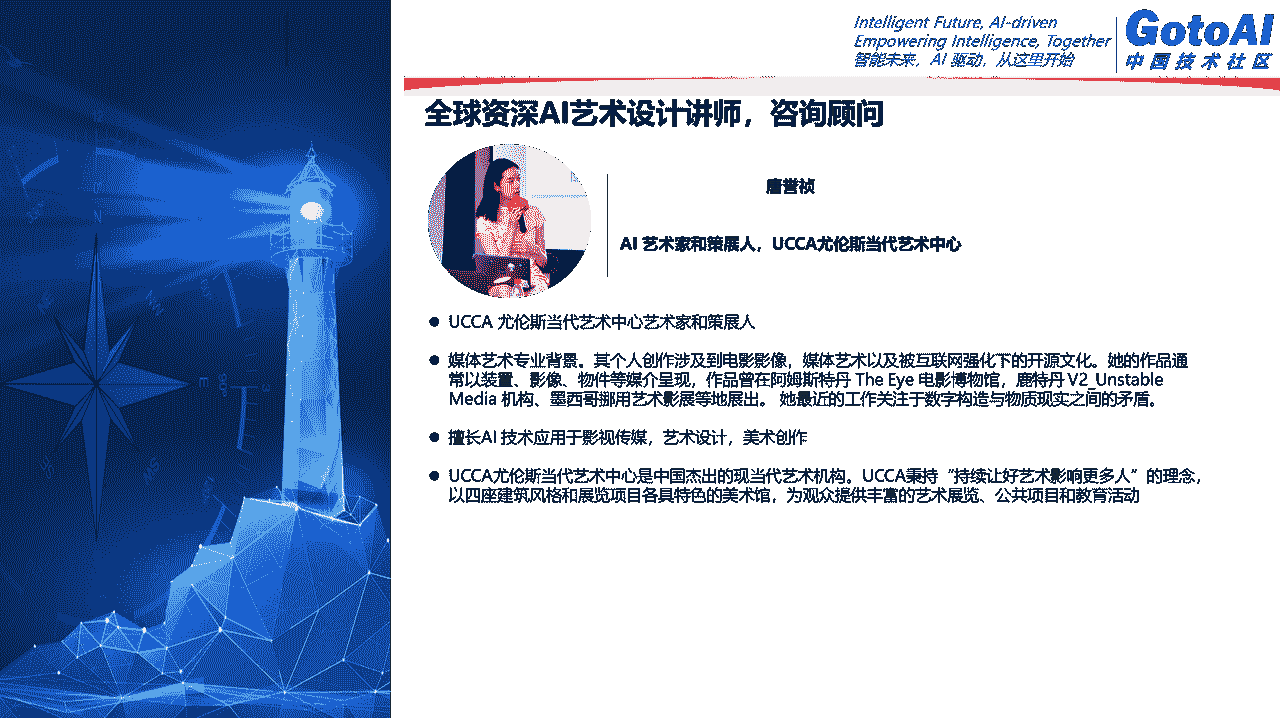 Intelligent Future, AI-driven
Empowering Intelligence, Together
智能未来，AI 驱动，从这里开始
GotoAI
中国技术社区
全球资深AI艺术设计讲师，咨询顾问
唐誉祯
AI 艺术家和策展人，UCCA尤伦斯当代艺术中心
● UCCA 尤伦斯当代艺术中心艺术家和策展人
● 媒体艺术专业背景。其个人创作涉及到电影影像，媒体艺术以及被互联网强化下的开源文化。她的作品通
常以装置、影像、物件等媒介呈现，作品曾在阿姆斯特丹 The Eye 电影博物馆，鹿特丹 V2_Unstable
Media 机构、墨西哥挪用艺术影展等地展出。 她最近的工作关注于数字构造与物质现实之间的矛盾。
● 擅长AI 技术应用于影视传媒，艺术设计，美术创作
● UCCA尤伦斯当代艺术中心是中国杰出的现当代艺术机构。UCCA秉持“持续让好艺术影响更多人”的理念，
以四座建筑风格和展览项目各具特色的美术馆，为观众提供丰富的艺术展览、公共项目和教育活动
N
E